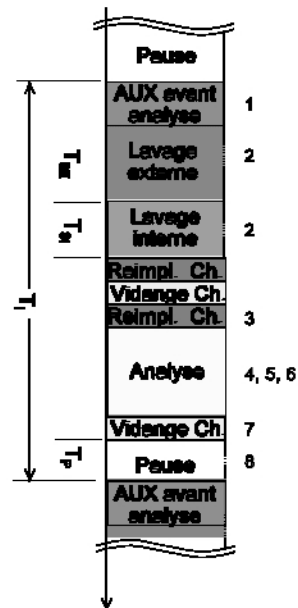 Pause
AUX avant
analyse
1
Lavage
externe
2
Lavage
interne
2
Reimpl. Ch.
Vidange Ch.
Reimpl. Ch.
3
Analyse
4, 5, 6
Vidange Ch.
7
Pause
8
AUX avant
analyse